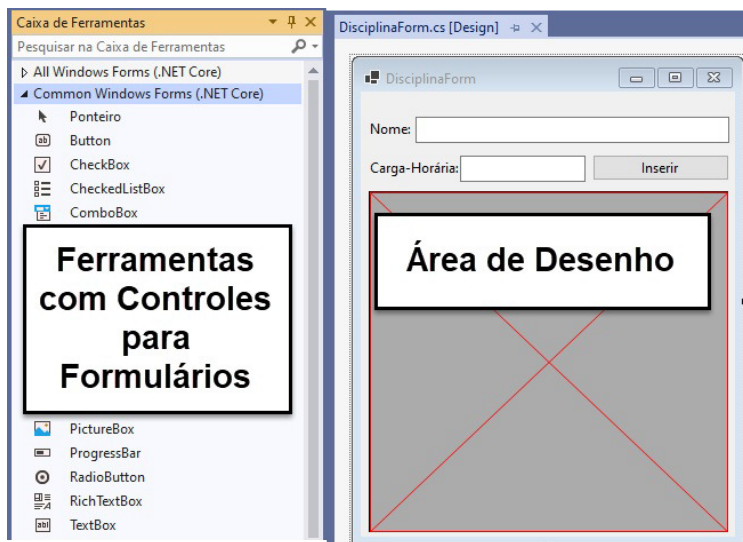 Caixa de Ferramentas
Pesquisar na Caixa de Ferramentas
All Windows Forms (.NET Core)
Common Windows Forms (.NET Core)
Ponteiro
ab Button
CheckBox
CheckedListBox
ComboBox
Ferramentas
com Controles
para
Formulários
PictureBox
ProgressBar
RadioButton
RichTextBox
abl TextBox
DisciplinaForm.cs [Design]
DisciplinaForm
Nome:
Carga-Horária:
Inserir
Área de Desenho